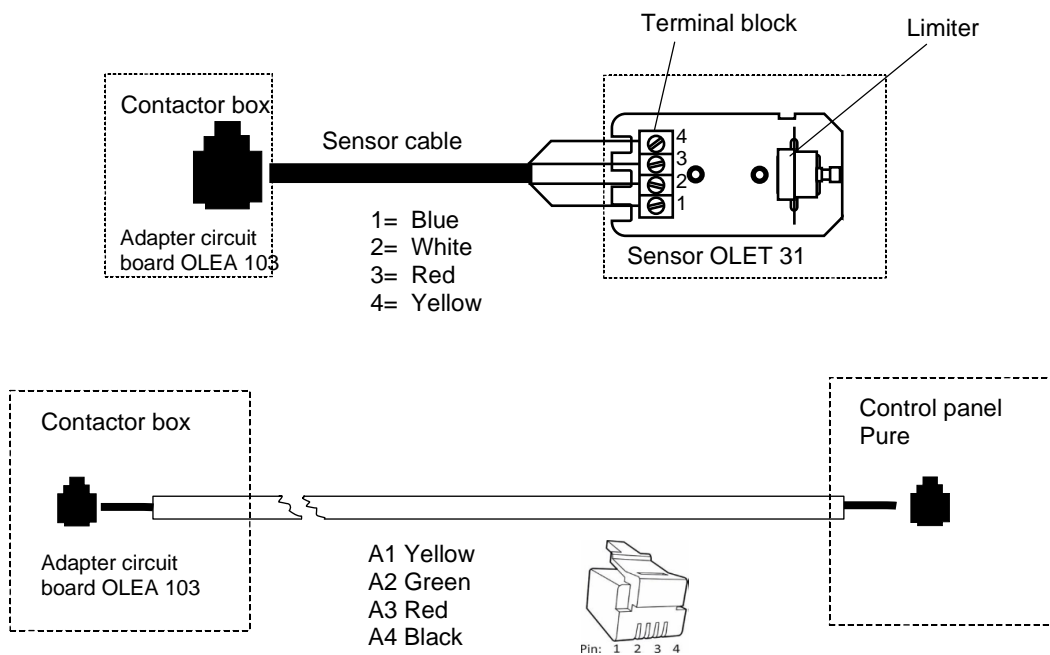 Terminal block
Limiter
Contactor box
Sensor cable
4
3
2
1
1= Blue
2= White
3= Red
4= Yellow
Adapter circuit
board OLEA 103
Sensor OLET 31
Contactor box
Control panel
Pure
Adapter circuit
board OLEA 103
A1 Yellow
A2 Green
A3 Red
A4 Black
Pin: 1 2 3 4